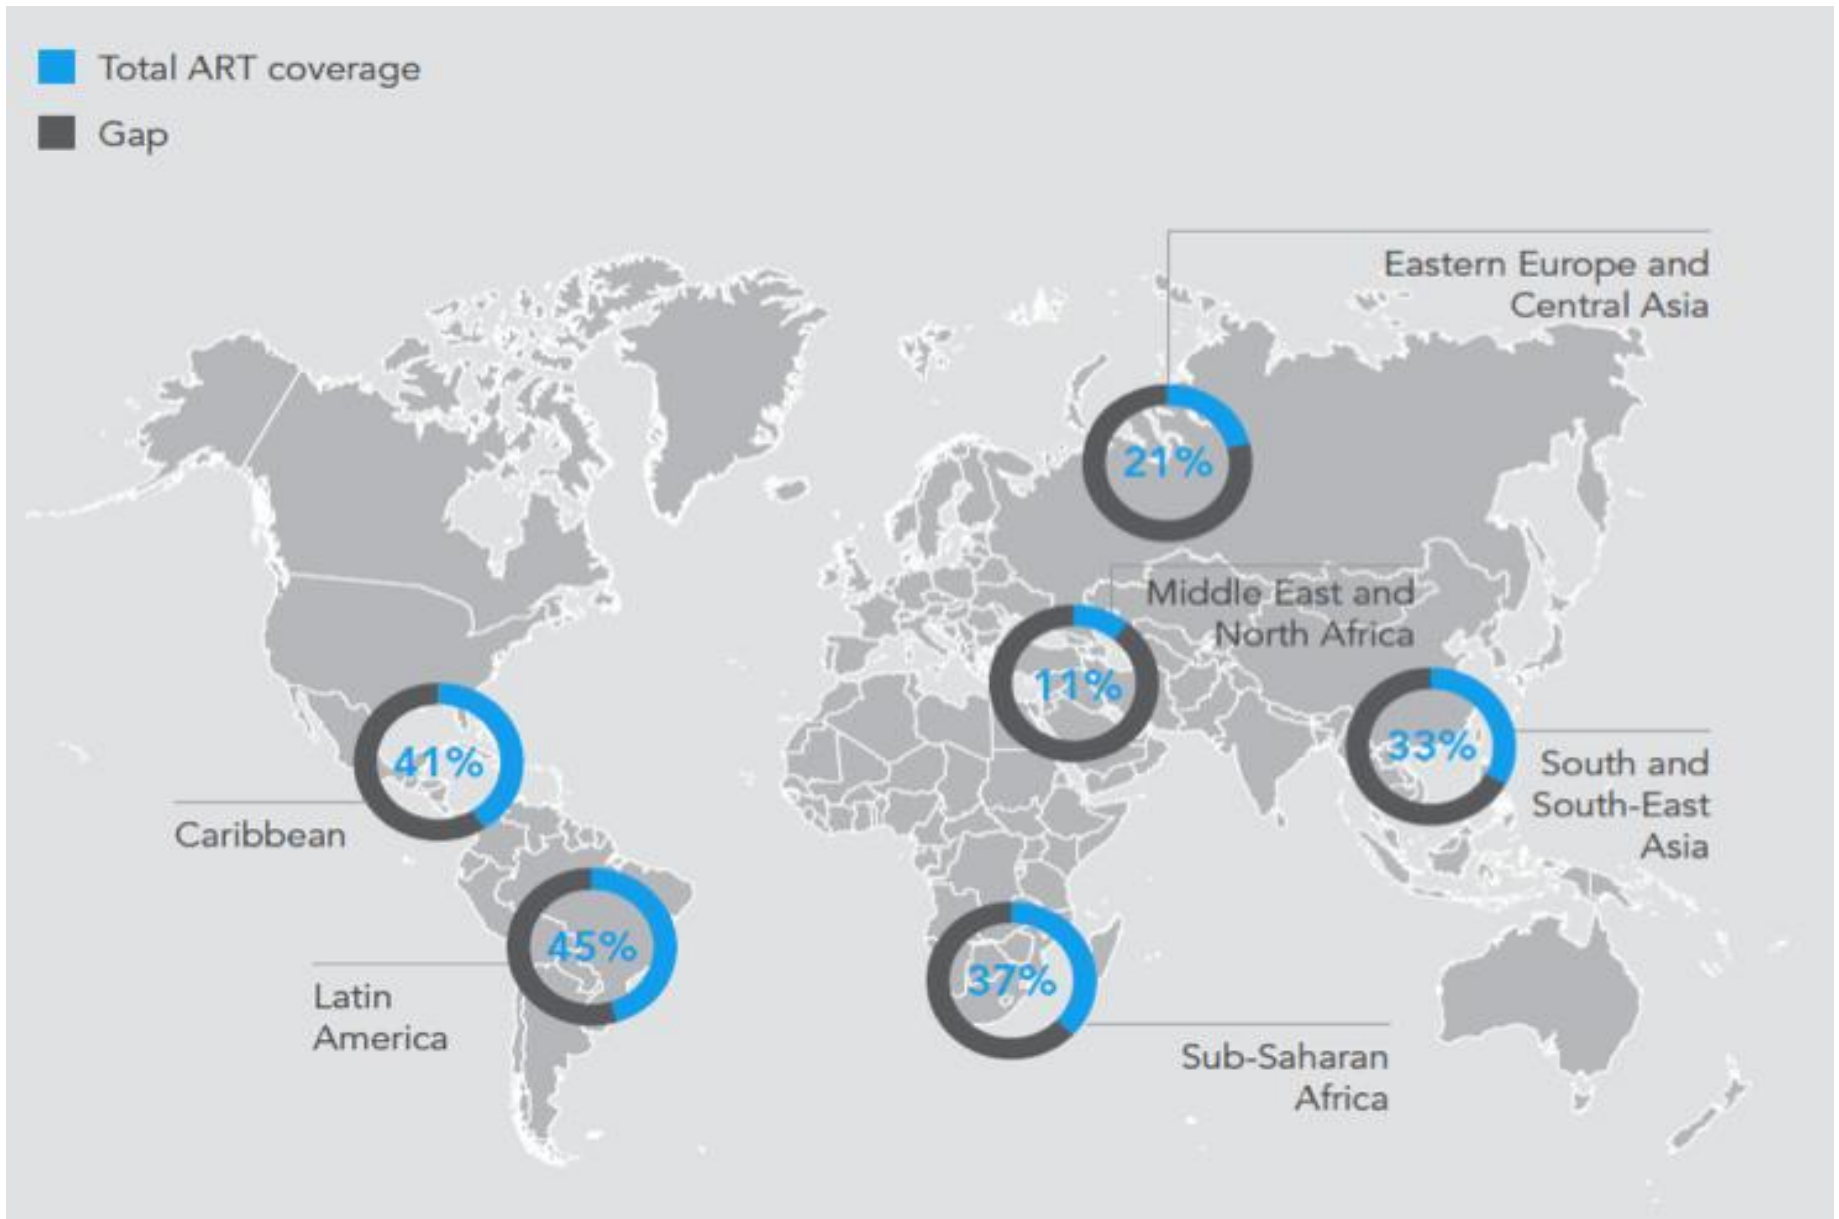 Total ART coverage
Gap
Eastern Europe and
Central Asia
21%
Middle East and
North Africa
11%
41%
Caribbean
33%
South and
South-East
Asia
45%
Latin
America
37%
Sub-Saharan
Africa